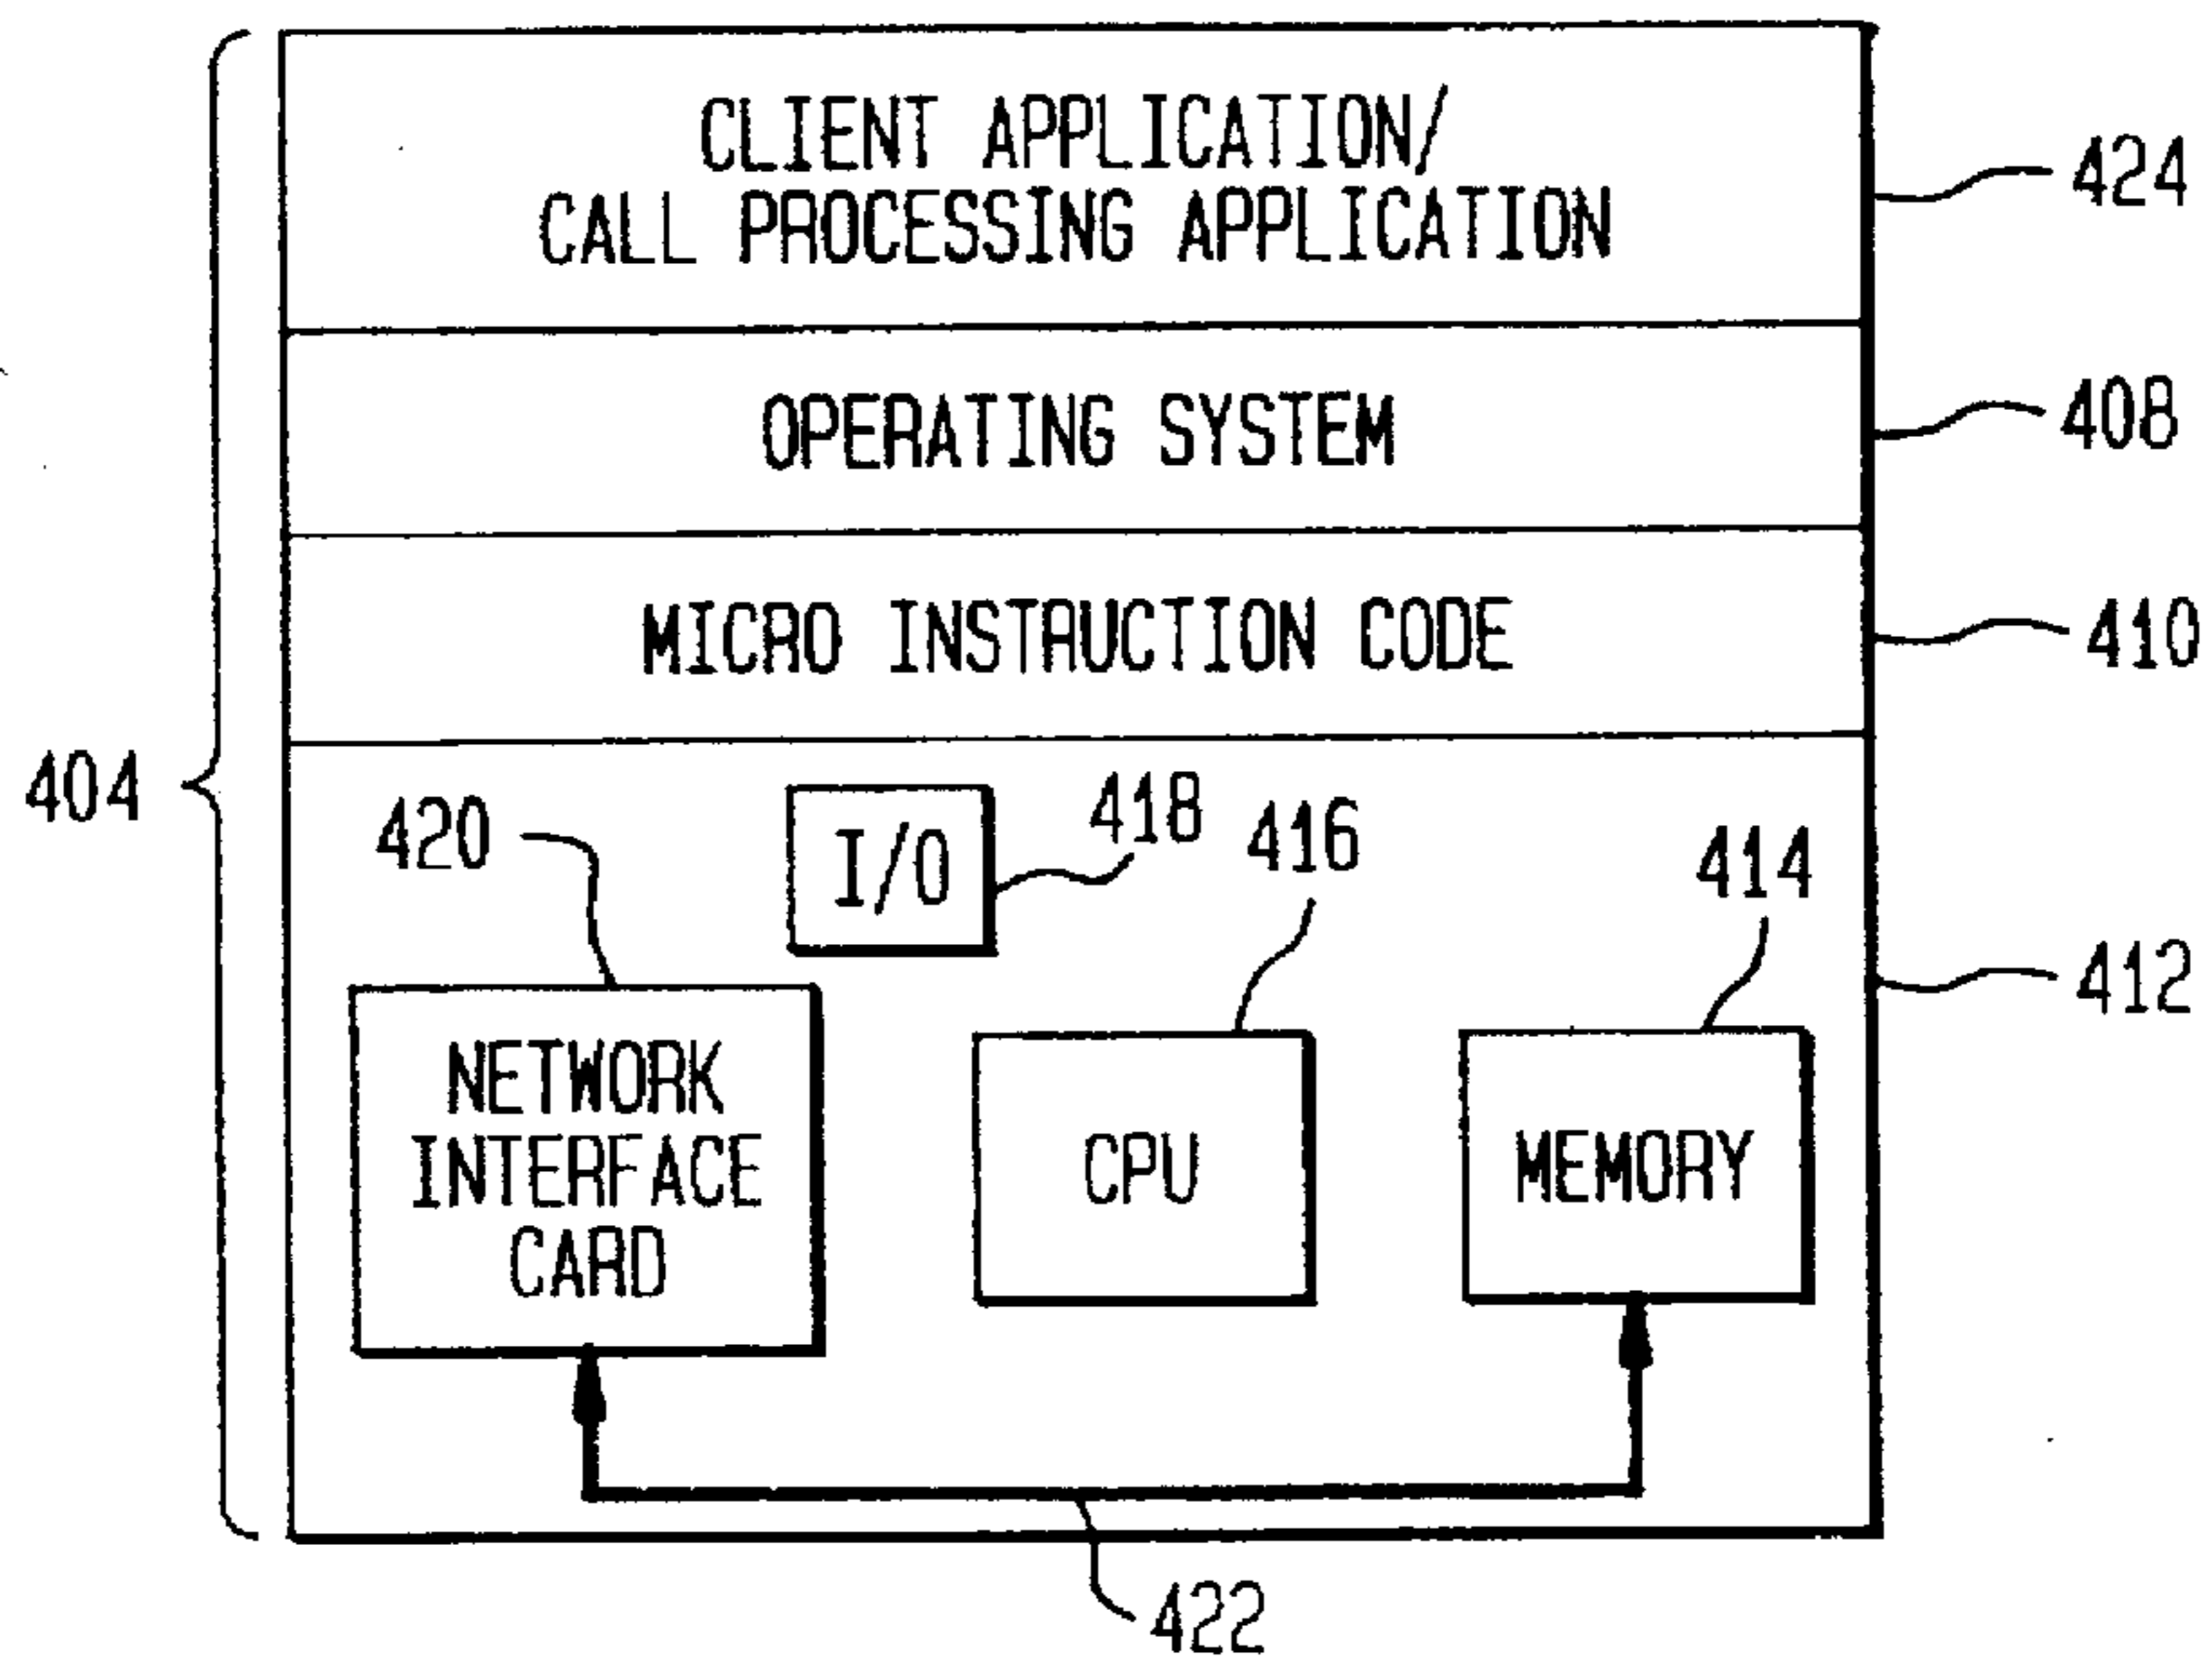 CLIENT APPLICATION/
CALL PROCESSING APPLICATION
424
OPERATING SYSTEM
408
MICRO INSTRUCTION CODE
410
404
420
I/O
418
416
414
412
NETWORK
INTERFACE
CARD
CPU
MEMORY
422